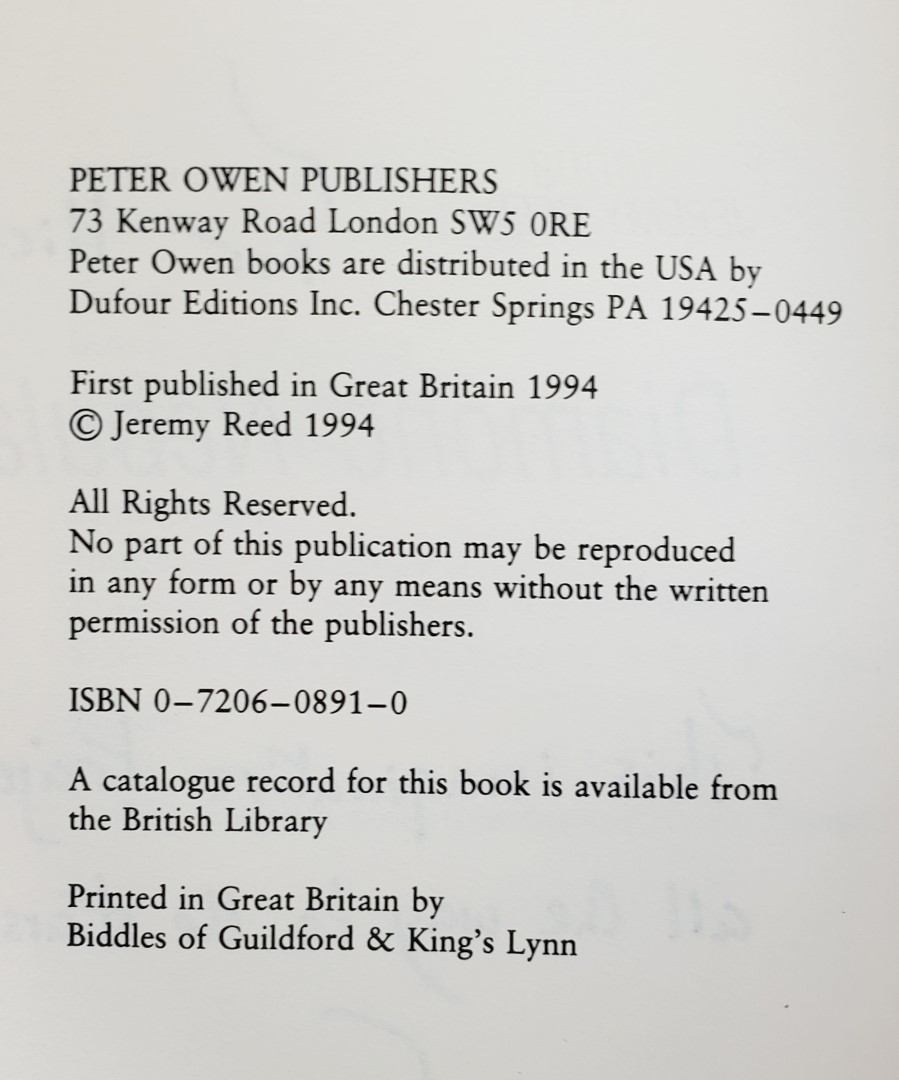 PETER OWEN PUBLISHERS
73 Kenway Road London SW5 0RE
Peter Owen books are distributed in the USA by
Dufour Editions Inc. Chester Springs PA 19425–0449
First published in Great Britain 1994
© Jeremy Reed 1994
All Rights Reserved.
No part of this publication may be reproduced
in any form or by any means without the written
permission of the publishers.
ISBN 0–7206–0891–0
A catalogue record for this book is available from
the British Library
Printed in Great Britain by
Biddles of Guildford & King's Lynn